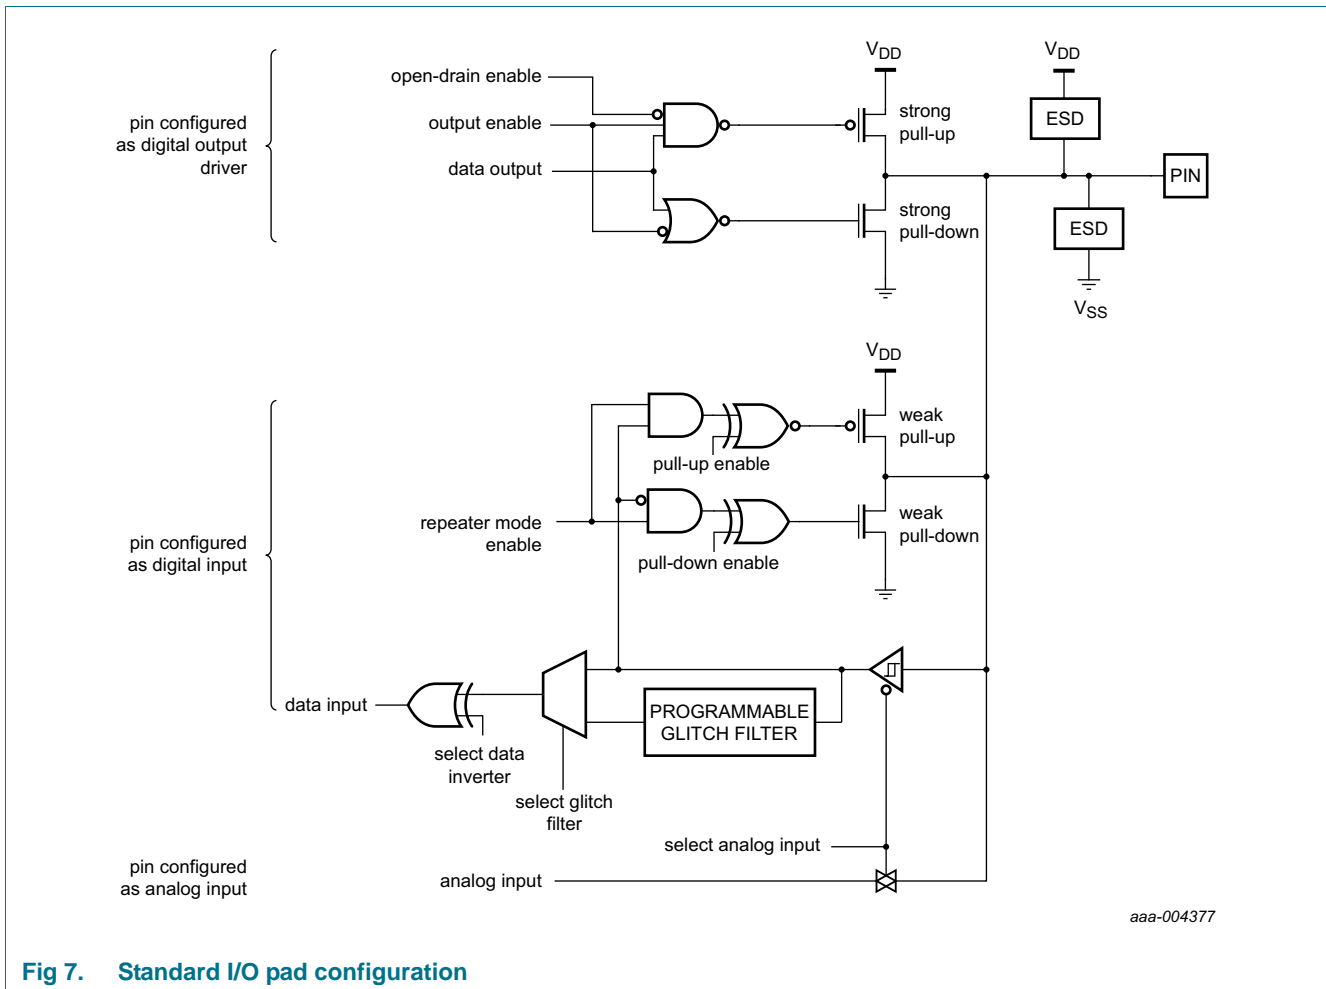 pin configured
as digital output
driver
open-drain enable
output enable
data output
VDD
strong
pull-up
strong
pull-down
VDD
ESD
PIN
ESD
VSS
pin configured
as digital input
VDD
weak
pull-up
pull-up enable
repeater mode
enable
weak
pull-down
pull-down enable
data input
select data
inverter
PROGRAMMABLE
GLITCH FILTER
select glitch
filter
select analog input
pin configured
as analog input
analog input
aaa-004377
Fig 7. Standard I/O pad configuration